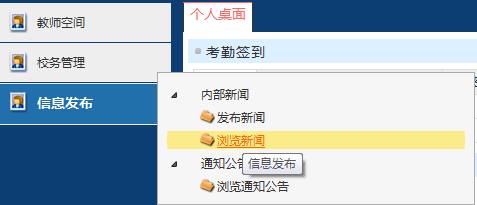 教师空间
校务管理
信息发布
个人桌面
考勤签到
内部新闻
发布新闻
浏览新闻
通知公告
信息发布
浏览通知公告